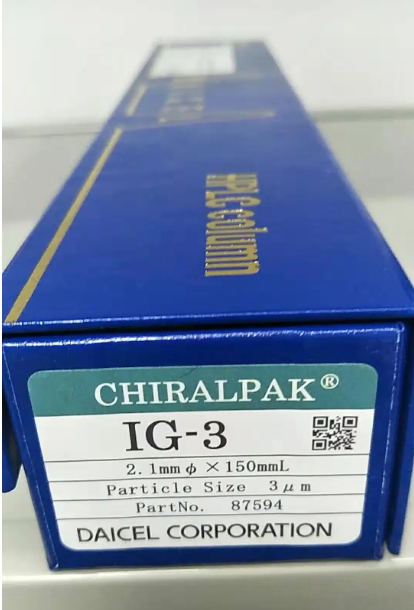 HPLC column
CHIRALPAK®
IG-3
2.1mmφ×150mmL
Particle Size 3μm
PartNo. 87594
DAICEL CORPORATION